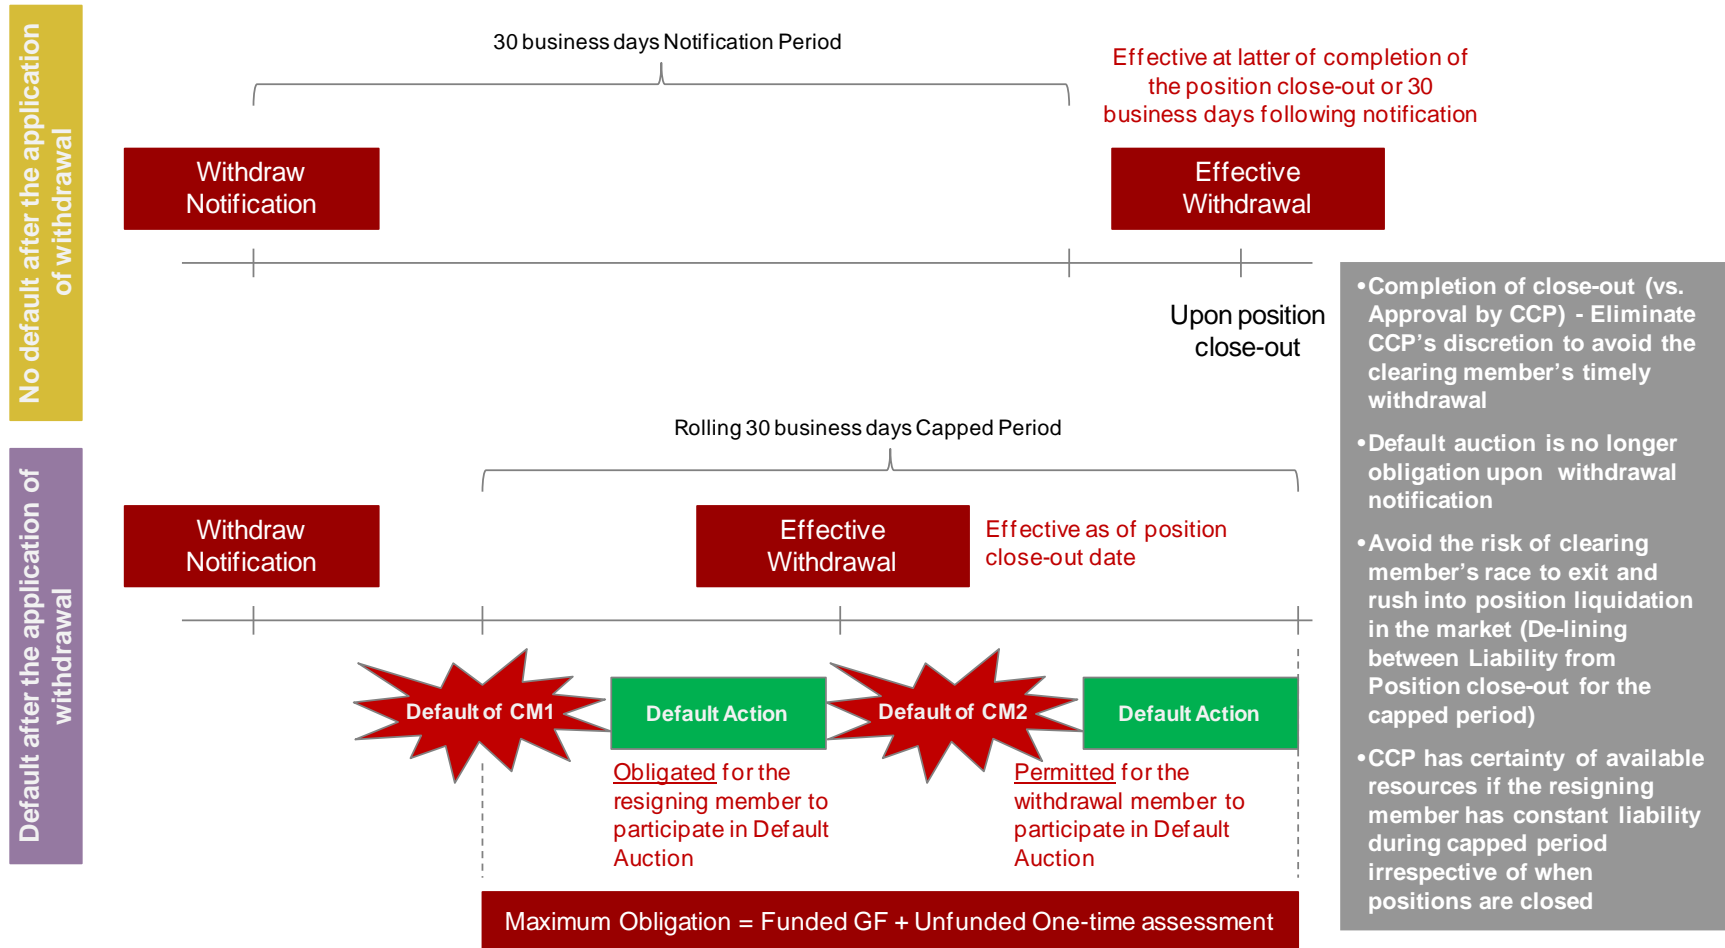 No default after the application
of withdrawal
30 business days Notification Period
Effective at latter of completion of
the position close-out or 30
business days following notification
Withdraw
Notification
Effective
Withdrawal
Upon position
close-out
Default after the application of
withdrawal
Rolling 30 business days Capped Period
Withdraw
Notification
Effective
Withdrawal
Effective as of position
close-out date
Default of CM1
Default Action
Default of CM2
Default Action
Obligated for the
resigning member to
participate in Default
Auction
Permitted for the
withdrawal member to
participate in Default
Auction
Maximum Obligation = Funded GF + Unfunded One-time assessment
•Completion of close-out (vs.
Approval by CCP) - Eliminate
CCP's discretion to avoid the
clearing member's timely
withdrawal
•Default auction is no longer
obligation upon withdrawal
notification
•Avoid the risk of clearing
member's race to exit and
rush into position liquidation
in the market (De-lining
between Liability from
Position close-out for the
capped period)
•CCP has certainty of available
resources if the resigning
member has constant liability
during capped period
irrespective of when
positions are closed